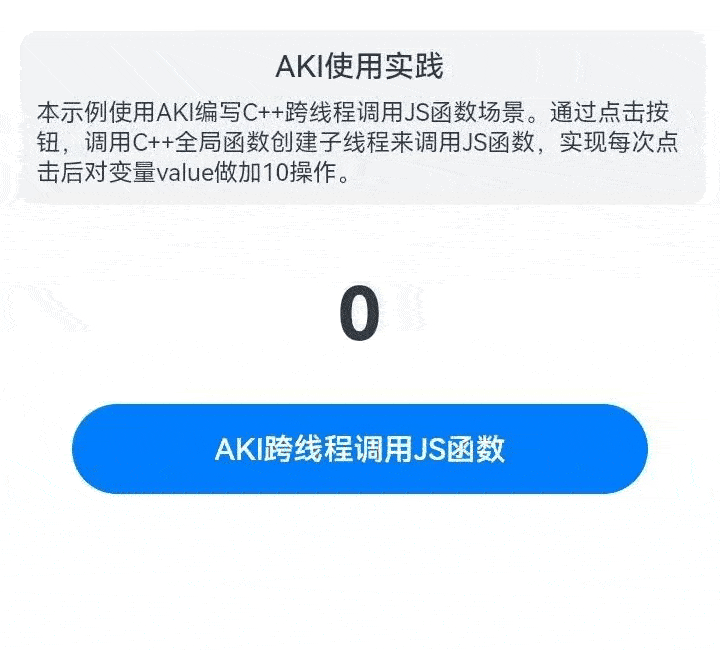 AKI使用实践
本示例使用AKI编写C++跨线程调用JS函数场景。通过点击按
钮，调用C++全局函数创建子线程来调用JS函数，实现每次点
击后对变量value做加10操作。
0
AKI跨线程调用JS函数